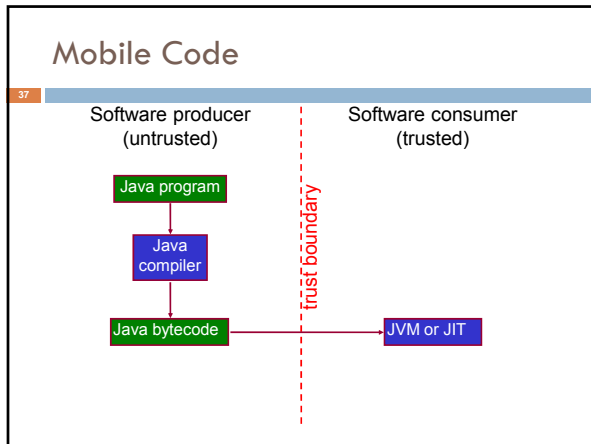 Mobile Code
37
Software producer
(untrusted)
Software consumer
(trusted)
Java program
Java
compiler
trust boundary
Java bytecode
JVM or JIT